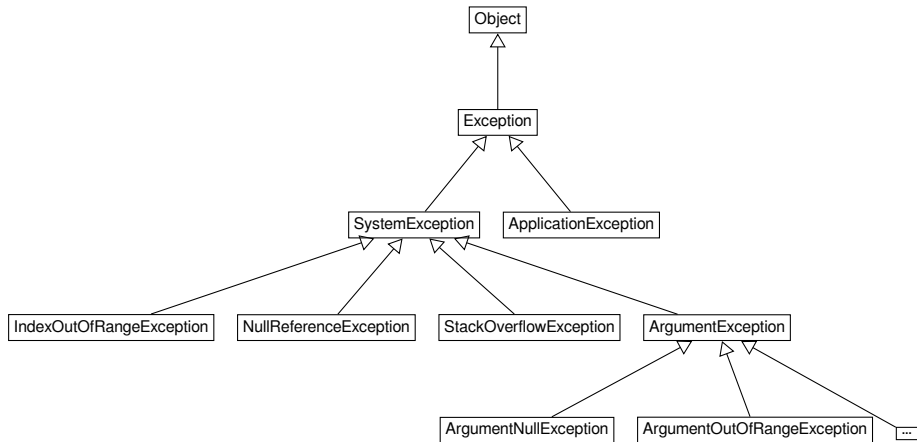 Object
Exception
SystemException
ApplicationException
IndexOutOfRangeException
NullReferenceException
StackOverflowException
ArgumentException
ArgumentNullException
ArgumentOutOfRangeException
...